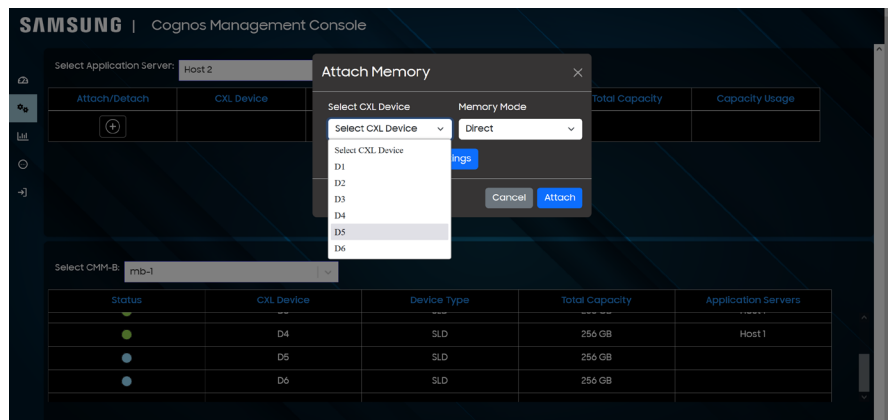 SAMSUNG | Cognos Management Console
Select Application Server: Host 2
Attach Memory
Attach/Detach CXL Device Total Capacity Capacity Usage
Select CXL Device Memory Mode
Select CXL Device Direct
Select CXL Device
ings
D1
D2
D3
Cancel Attach
D4
D5
D6
Select CMM-B: mb-1
Status CXL Device Device Type Total Capacity Application Servers
D4 SLD 256 GB Host 1
D5 SLD 256 GB
D6 SLD 256 GB